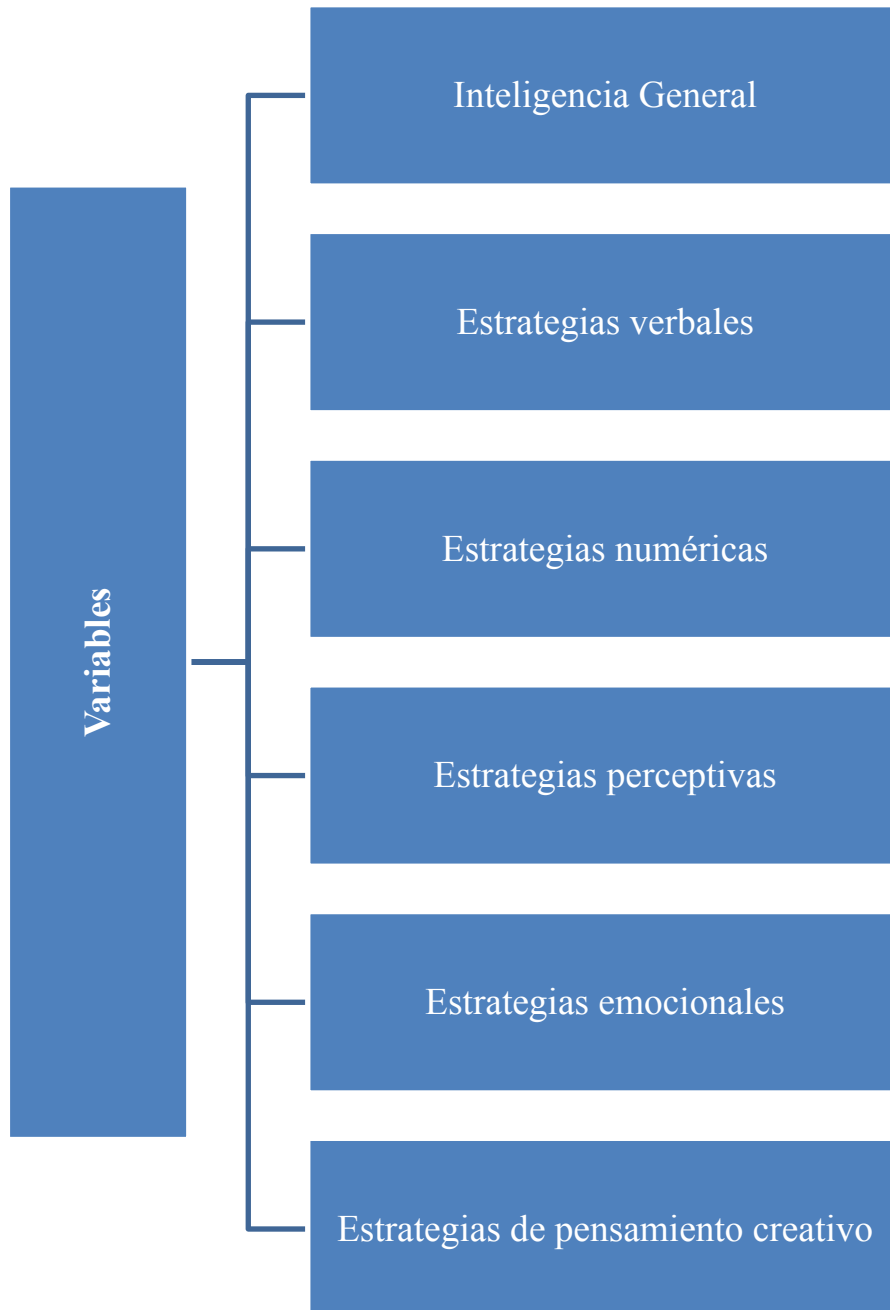 Variables
Inteligencia General
Estrategias verbales
Estrategias numéricas
Estrategias perceptivas
Estrategias emocionales
Estrategias de pensamiento creativo